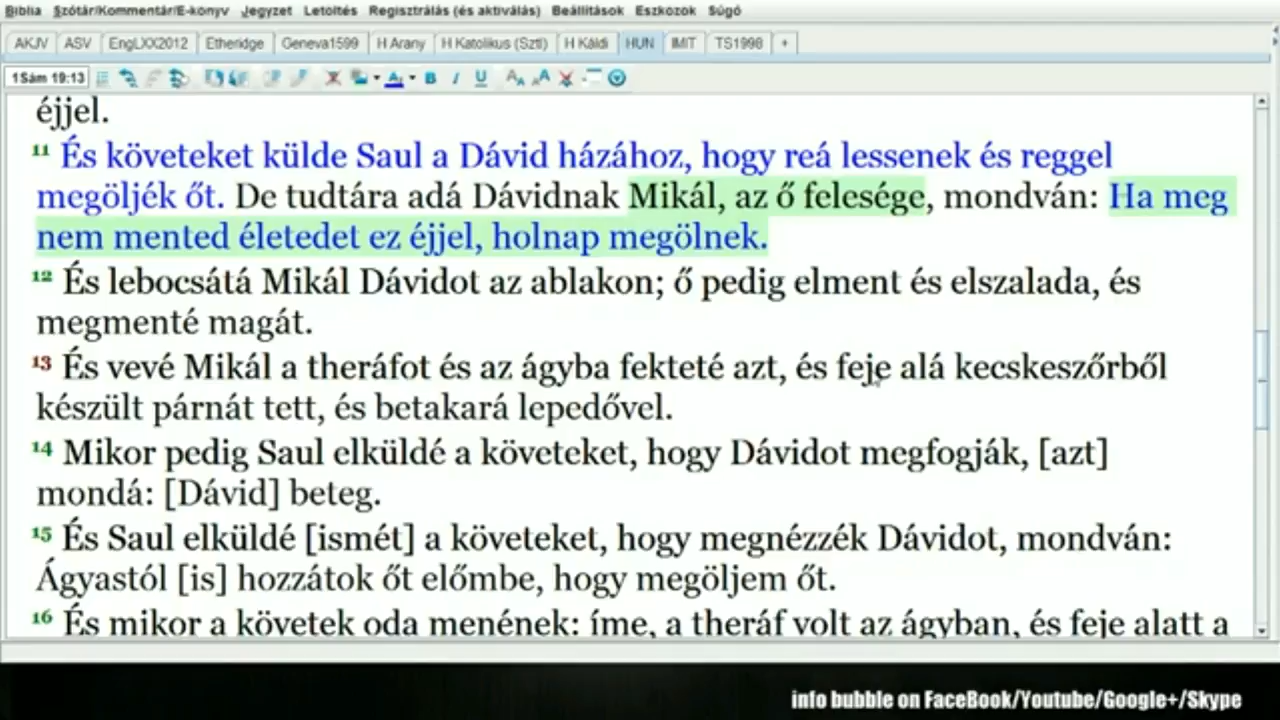 Biblia Szótár/Kommentár/E-könyv Jegyzet Letöltés Regisztrálás (és aktiválás) Beállítások Eszközök Súgó
AKJV ASV EngLXX2012 Etheridge Geneva1599 H Arany H Katolikus (SztI) H Káldi HUN IMIT TS1998 +
1Sám 19:13 A B I U
éjjel.
11 És követeket külde Saul a Dávid házához, hogy reá lessenek és reggel
megöljék őt. De tudtára adá Dávidnak Mikál, az ő felesége, mondván: Ha meg
nem mented életedet ez éjjel, holnap megölnek.
12 És lebocsátá Mikál Dávidot az ablakon; ő pedig elment és elszalada, és
megmenté magát.
13 És vevé Mikál a theráfot és az ágyba fekteté azt, és feje alá kecskeszőrből
készült párnát tett, és betakará lepedővel.
14 Mikor pedig Saul elküldé a követeket, hogy Dávidot megfogják, [azt]
mondá: [Dávid] beteg.
15 És Saul elküldé [ismét] a követeket, hogy megnézzék Dávidot, mondván:
Ágyastól [is] hozzátok őt előmbe, hogy megöljem őt.
16 És mikor a követek oda menének: íme, a theráf volt az ágyban, és feje alatt a
info bubble on FaceBook/Youtube/Google+/Skype